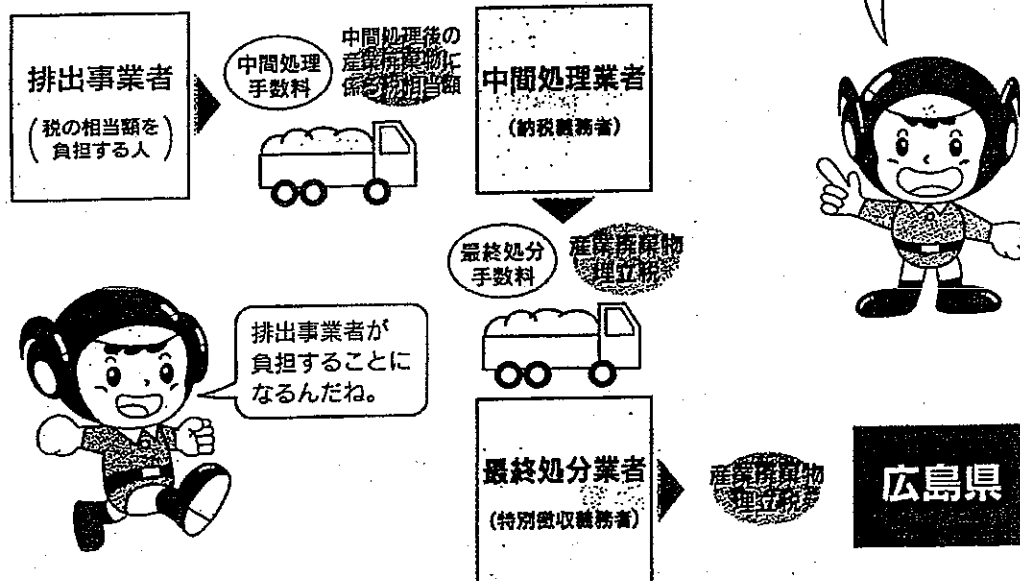 排出事業者
(税の相当額を
負担する人)
中間処理
手数料
中間処理後の
産業廃棄物に
係る税相当額
中間処理業者
(納税義務者)
最終処分
手数料
産業廃棄物
埋立税
排出事業者が
負担することに
なるんだね。
最終処分業者
(特別徴収義務者)
産業廃棄物
埋立税
広島県